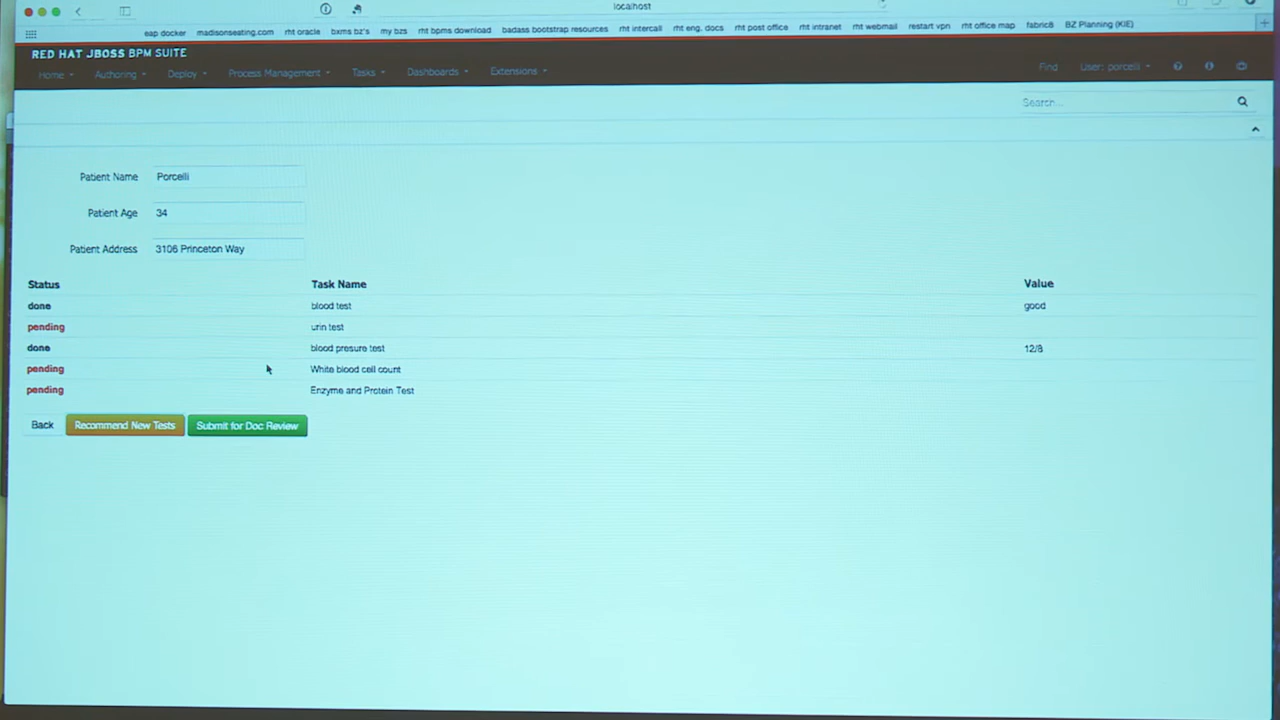 localhost
eap docker madisonseating.com rht oracle bxms bz's my bzs rht bpms download badass bootstrap resources rht intercall rht eng. docs rht post office rht intranet rht webmail restart vpn rht office map fabric8 BZ Planning (KIE)
RED HAT JBOSS BPM SUITE
Home Authoring Deploy Process Management Tasks Dashboards Extensions Find User: porcelli
Search...
Patient Name Porcelli
Patient Age 34
Patient Address 3106 Princeton Way
Status Task Name Value
done blood test good
pending urin test
done blood presure test 12/8
pending White blood cell count
pending Enzyme and Protein Test
Back Recommend New Tests Submit for Doc Review